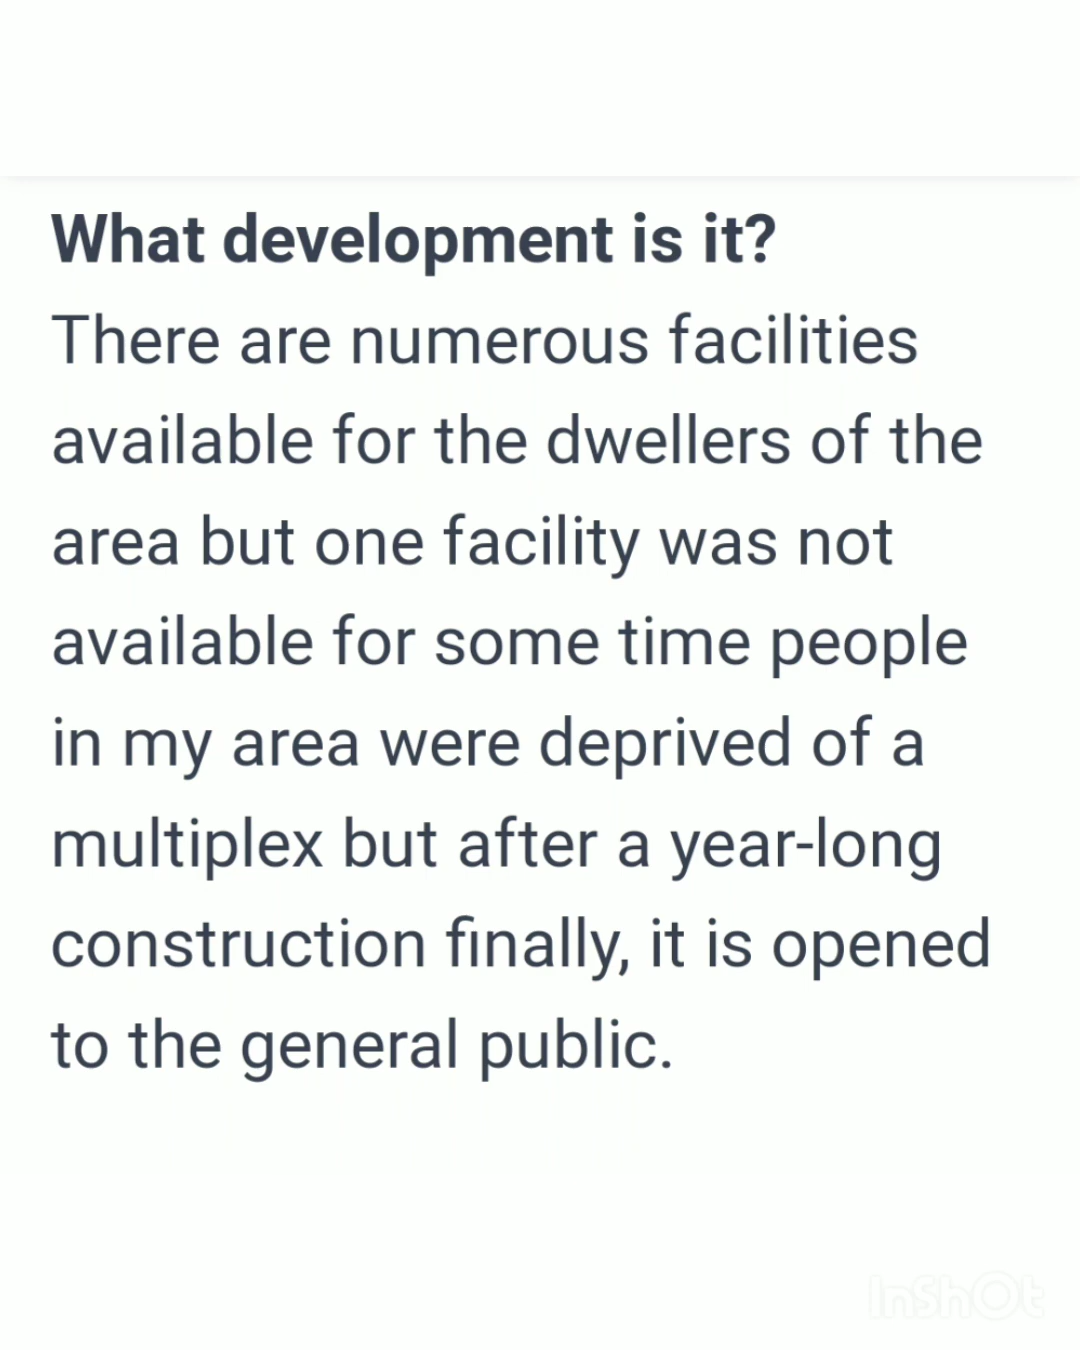 What development is it?
There are numerous facilities
available for the dwellers of the
area but one facility was not
available for some time people
in my area were deprived of a
multiplex but after a year-long
construction finally, it is opened
to the general public.
InShOt